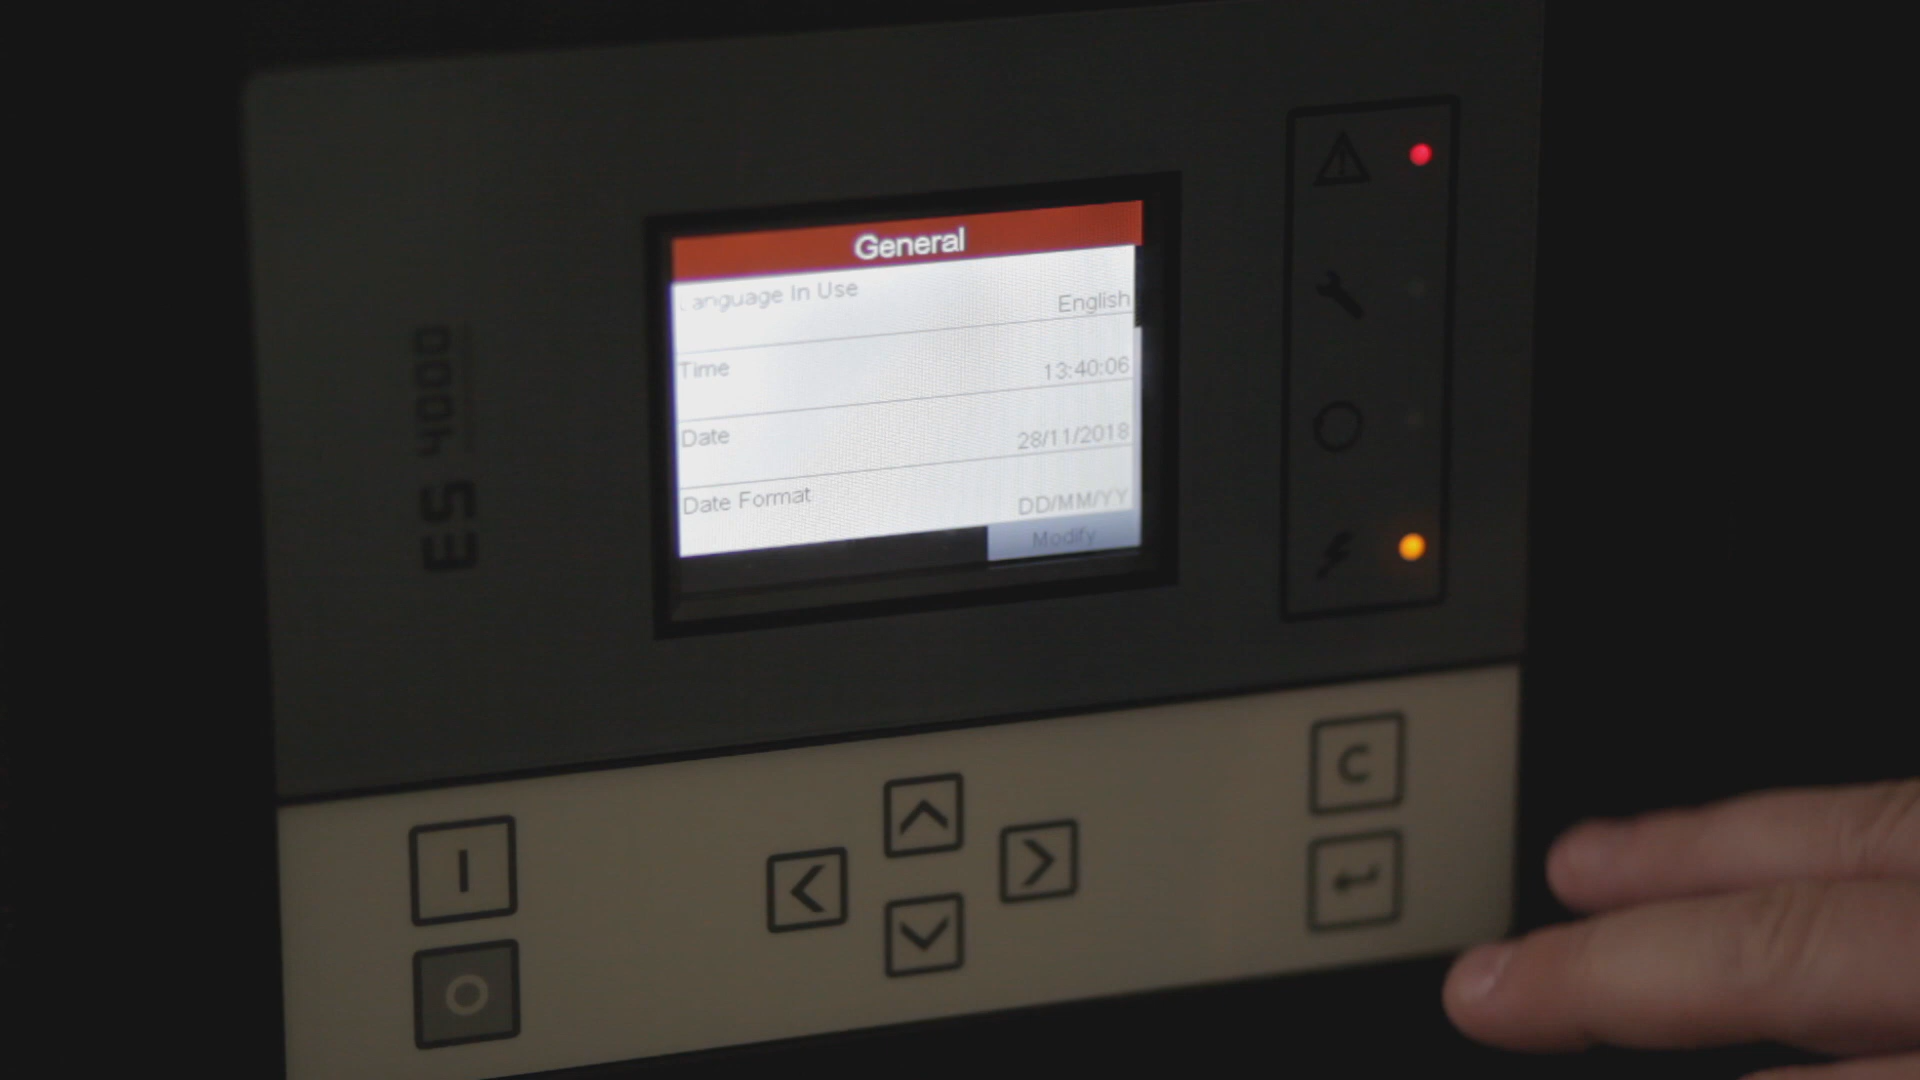 General
Language In Use
English
Time
13:40:06
Date
28/11/2018
Date Format
DD/MM/YY
Modify
ES 4000
I
O
C